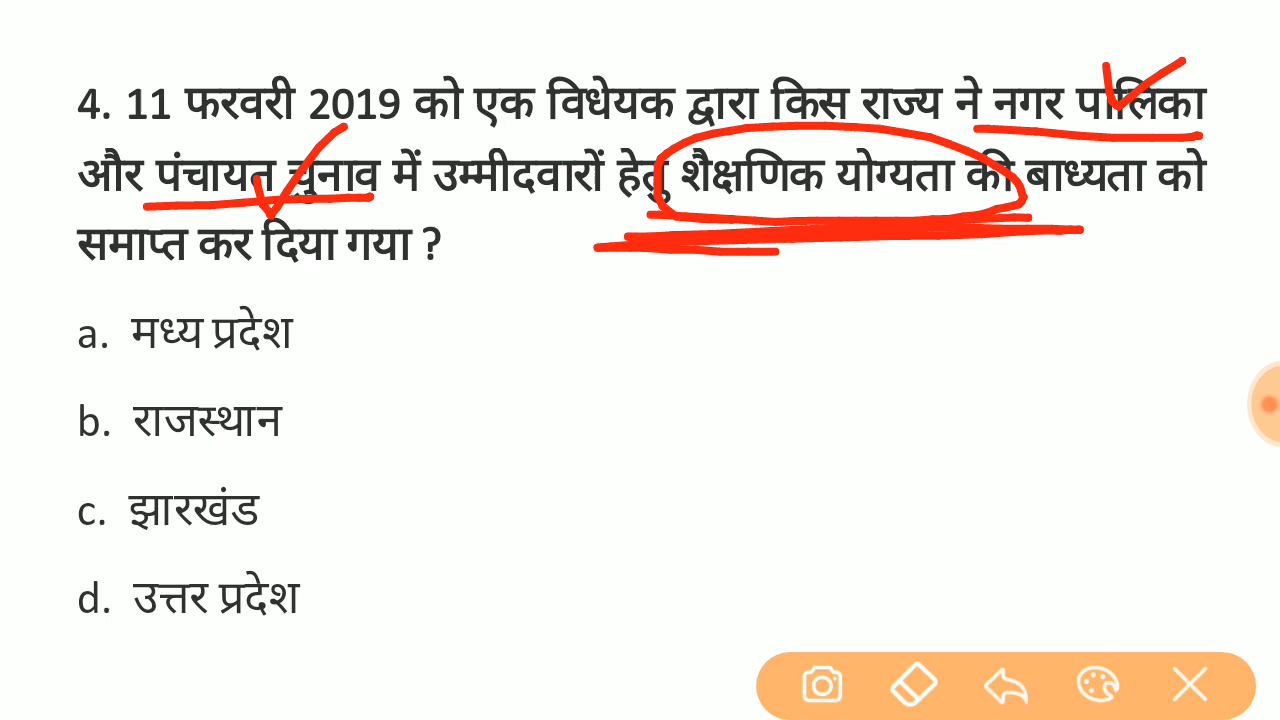 4. 11 फरवरी 2019 को एक विधेयक द्वारा किस राज्य ने नगर पालिका
और पंचायत चुनाव में उम्मीदवारों हेतु शैक्षणिक योग्यता की बाध्यता को
समाप्त कर दिया गया ?
a. मध्य प्रदेश
b. राजस्थान
c. झारखंड
d. उत्तर प्रदेश